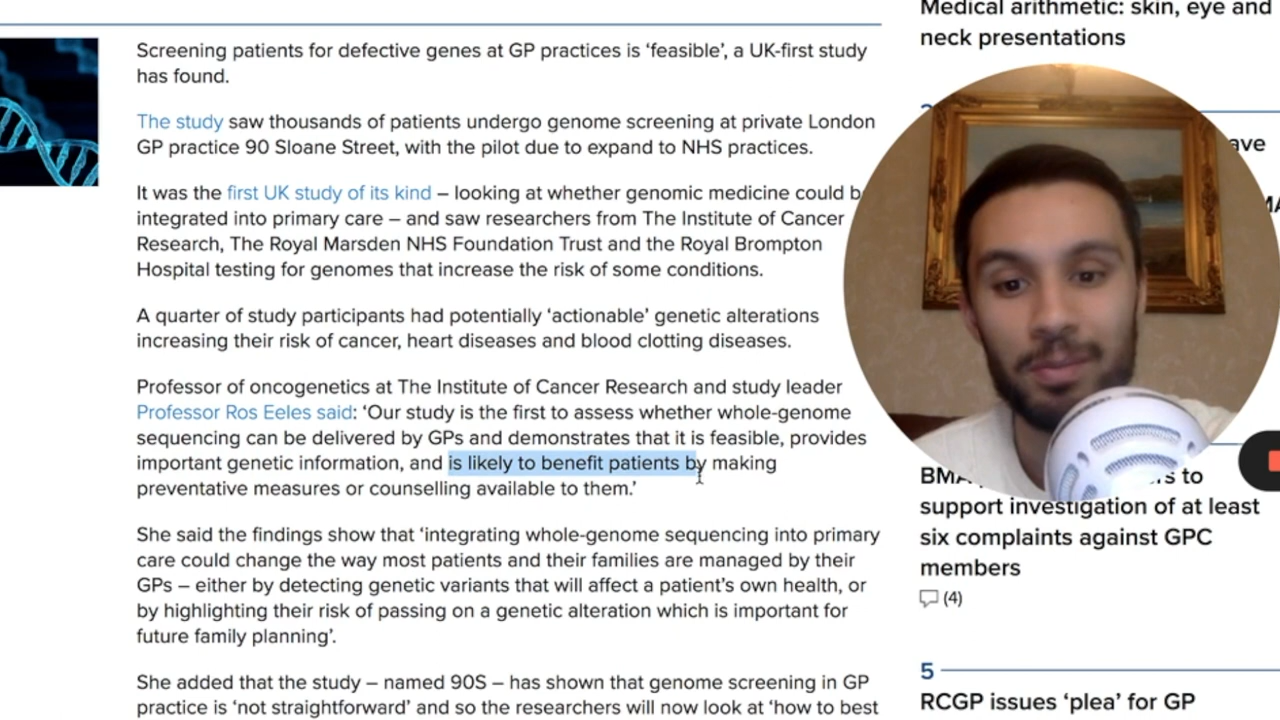 Screening patients for defective genes at GP practices is ‘feasible’, a UK-first study
has found.
The study saw thousands of patients undergo genome screening at private London
GP practice 90 Sloane Street, with the pilot due to expand to NHS practices.
It was the first UK study of its kind – looking at whether genomic medicine could b
integrated into primary care – and saw researchers from The Institute of Cancer
Research, The Royal Marsden NHS Foundation Trust and the Royal Brompton
Hospital testing for genomes that increase the risk of some conditions.
A quarter of study participants had potentially ‘actionable’ genetic alterations
increasing their risk of cancer, heart diseases and blood clotting diseases.
Professor of oncogenetics at The Institute of Cancer Research and study leader
Professor Ros Eeles said: ‘Our study is the first to assess whether whole-genome
sequencing can be delivered by GPs and demonstrates that it is feasible, provides
important genetic information, and is likely to benefit patients by making
preventative measures or counselling available to them.’
She said the findings show that ‘integrating whole-genome sequencing into primary
care could change the way most patients and their families are managed by their
GPs – either by detecting genetic variants that will affect a patient’s own health, or
by highlighting their risk of passing on a genetic alteration which is important for
future family planning’.
She added that the study – named 90S – has shown that genome screening in GP
practice is ‘not straightforward’ and so the researchers will now look at ‘how to best
Medical arithmetic: skin, eye and
neck presentations
ave
BMA
s to
support investigation of at least
six complaints against GPC
members
(4)
5
RCGP issues ‘plea’ for GP